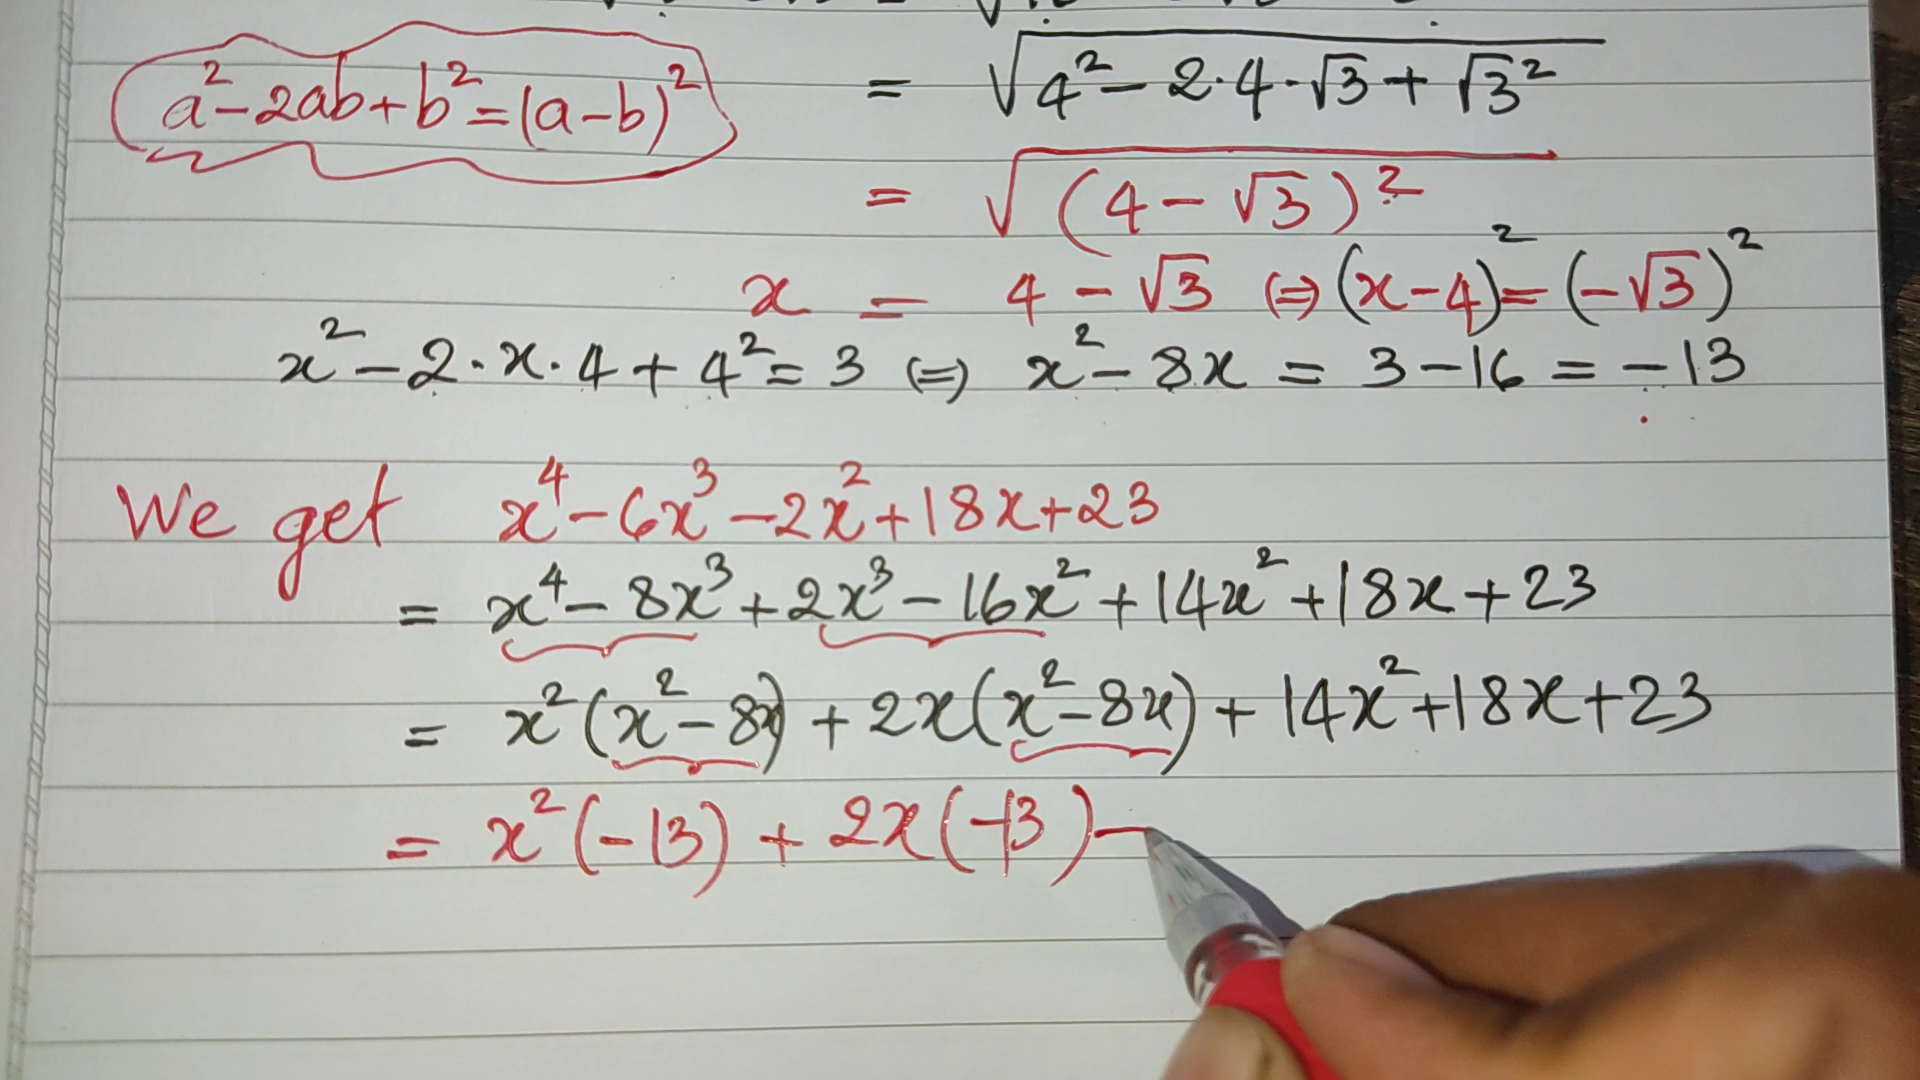 = √(4² - 2·4·√3 + √3²)
a² - 2ab + b² = (a-b)²
= √(4 - √3)²
x = 4 - √3 (=) (x-4)² = (-√3)²
x² - 2·x·4 + 4² = 3 (=) x² - 8x = 3 - 16 = -13
We get x⁴ - 6x³ - 2x² + 18x + 23
= x⁴ - 8x³ + 2x³ - 16x² + 14x² + 18x + 23
= x²(x² - 8x) + 2x(x² - 8x) + 14x² + 18x + 23
= x²(-13) + 2x(-13) -